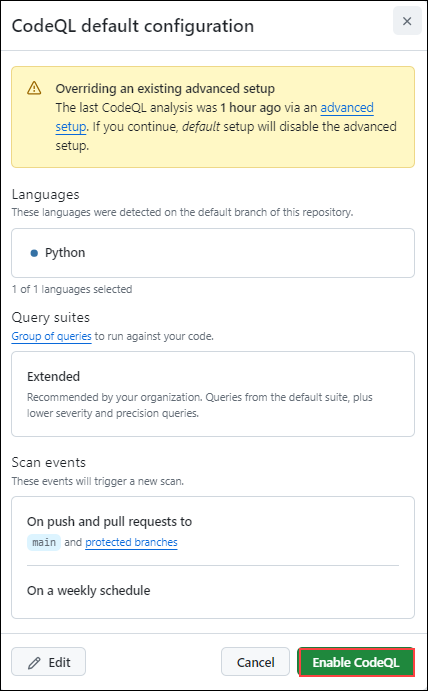 CodeQL default configuration
Overriding an existing advanced setup
The last CodeQL analysis was 1 hour ago via an advanced
setup. If you continue, default setup will disable the advanced
setup.
Languages
These languages were detected on the default branch of this repository.
Python
1 of 1 languages selected
Query suites
Group of queries to run against your code.
Extended
Recommended by your organization. Queries from the default suite, plus
lower severity and precision queries.
Scan events
These events will trigger a new scan.
On push and pull requests to
main and protected branches
On a weekly schedule
Edit Cancel Enable CodeQL